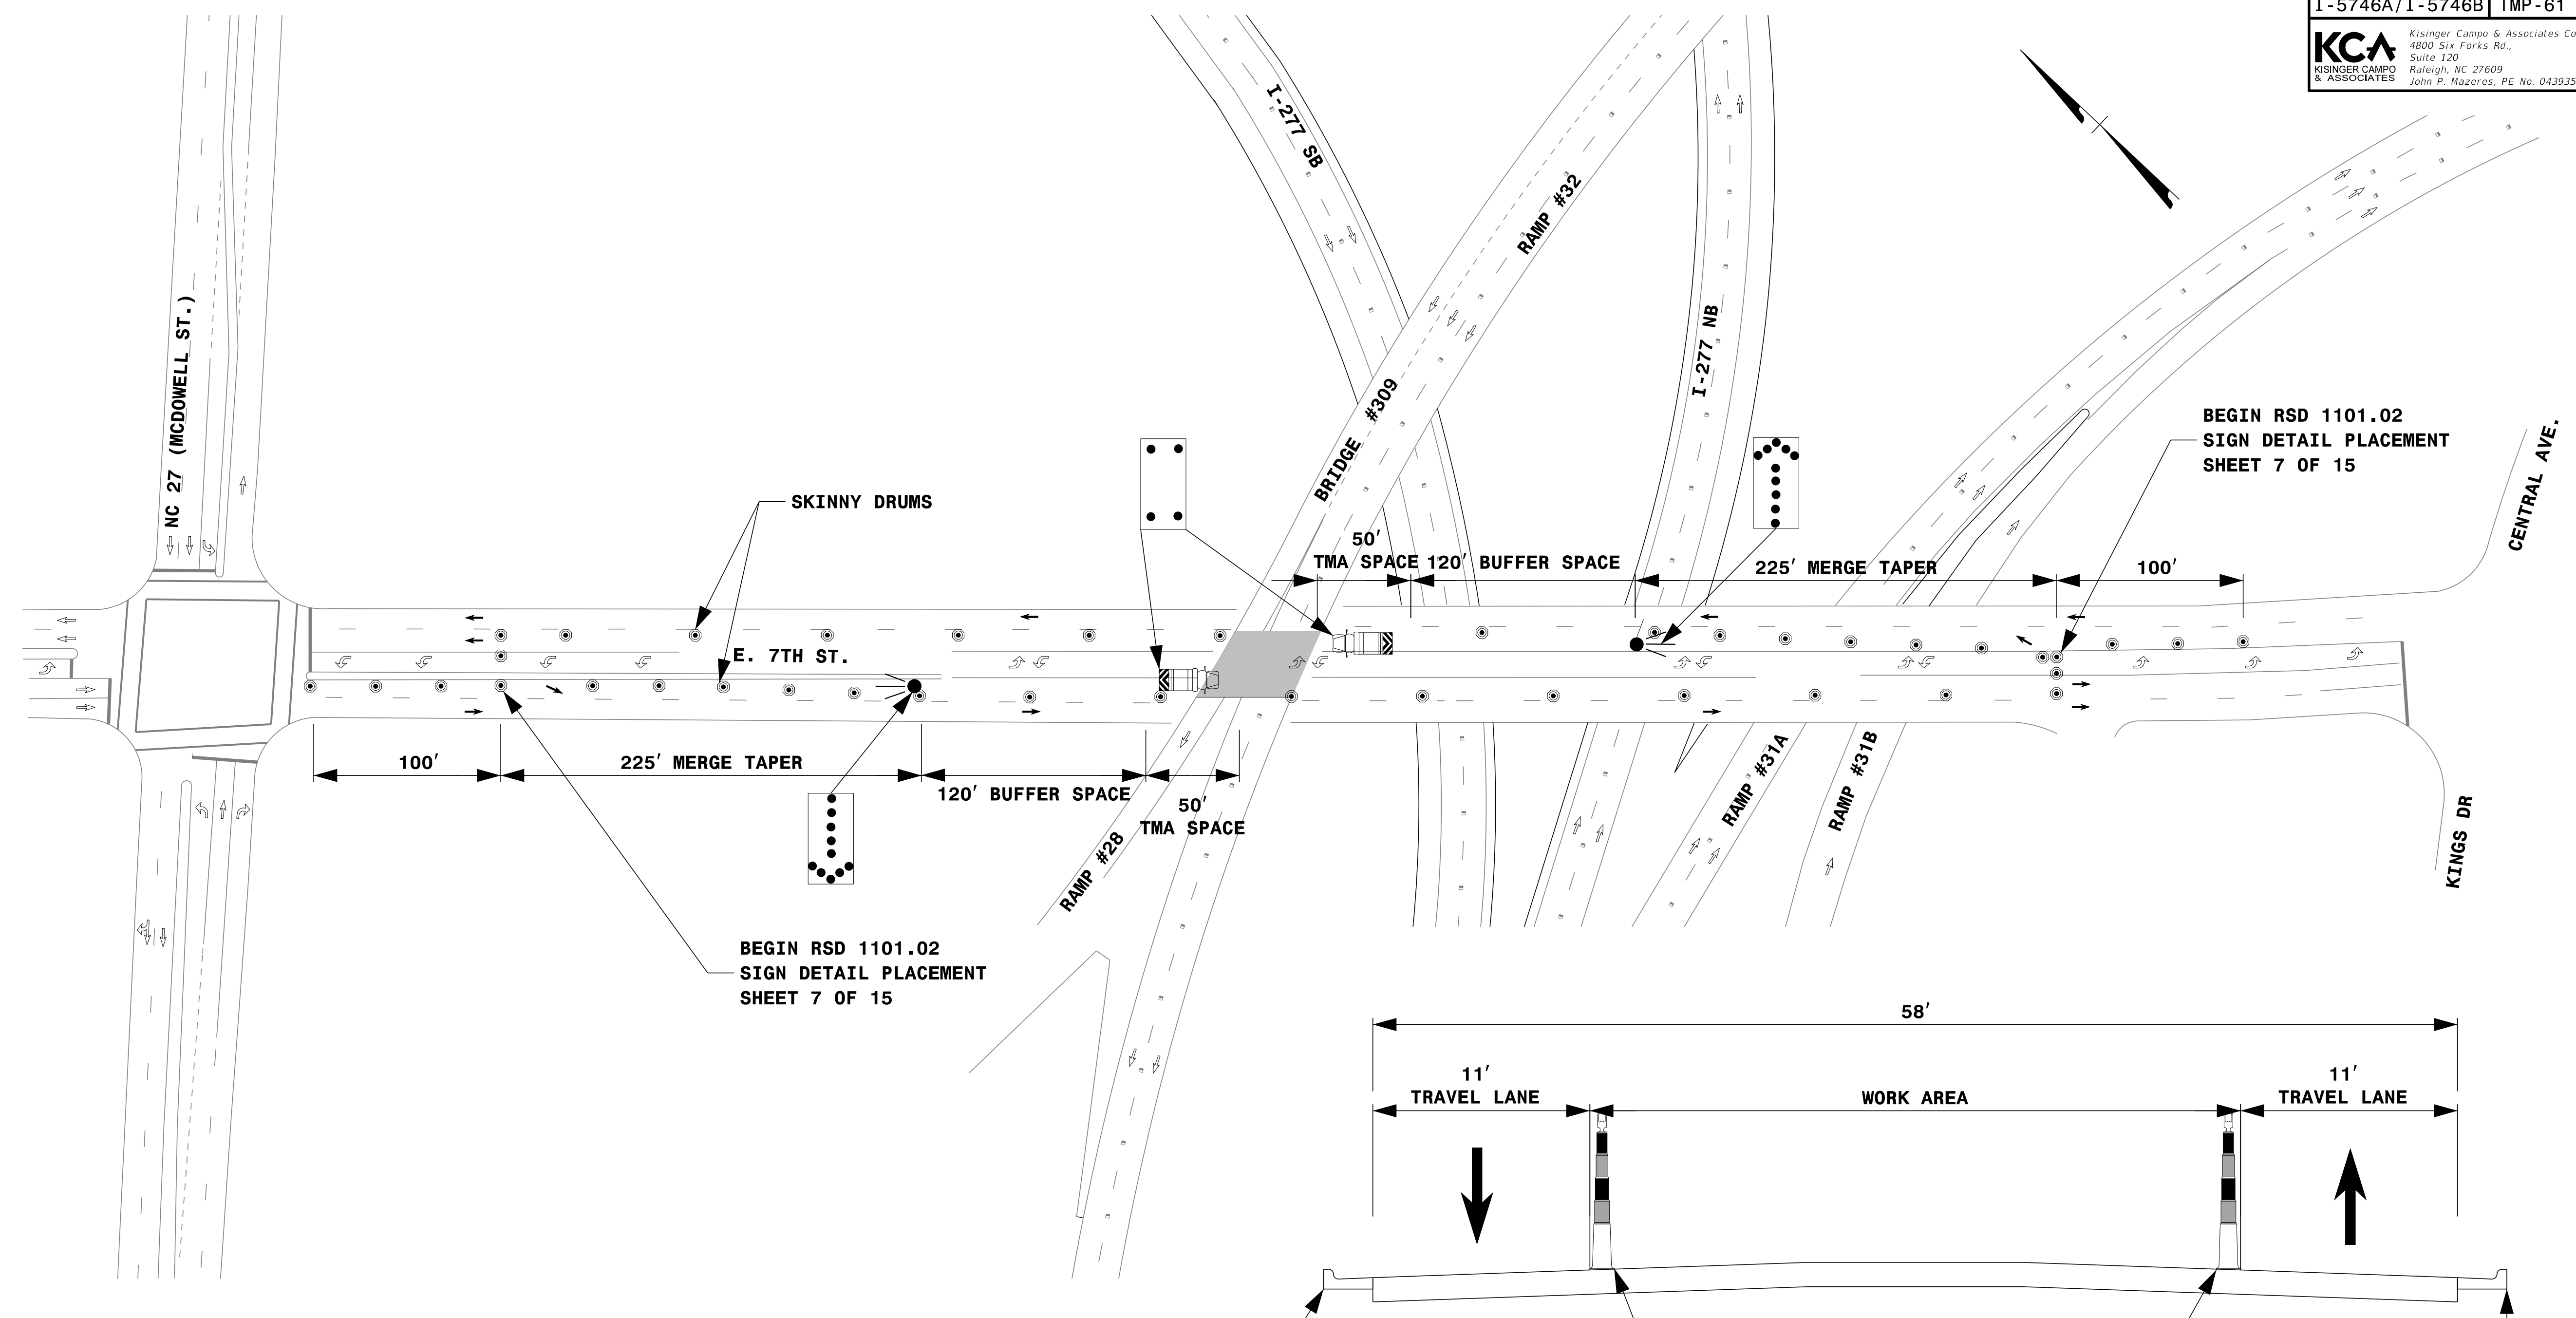 I-5746A/I-5746B
TMP-61
KCA
KISINGER CAMPO
& ASSOCIATES
Kisinger Campo & Associates Co
4800 Six Forks Rd.,
Suite 120
Raleigh, NC 27609
John P. Mazeres, PE No. 043935
I-277 SB
RAMP #32
I-277 NB
NC 27 (MCDOWELL ST.)
BRIDGE #309
BEGIN RSD 1101.02
SIGN DETAIL PLACEMENT
SHEET 7 OF 15
CENTRAL AVE.
SKINNY DRUMS
50'
TMA SPACE
120' BUFFER SPACE
225' MERGE TAPER
100'
E. 7TH ST.
100'
225' MERGE TAPER
120' BUFFER SPACE
50'
TMA SPACE
RAMP #28
RAMP #31A
RAMP #31B
KINGS DR
BEGIN RSD 1101.02
SIGN DETAIL PLACEMENT
SHEET 7 OF 15
58'
11'
TRAVEL LANE
WORK AREA
11'
TRAVEL LANE